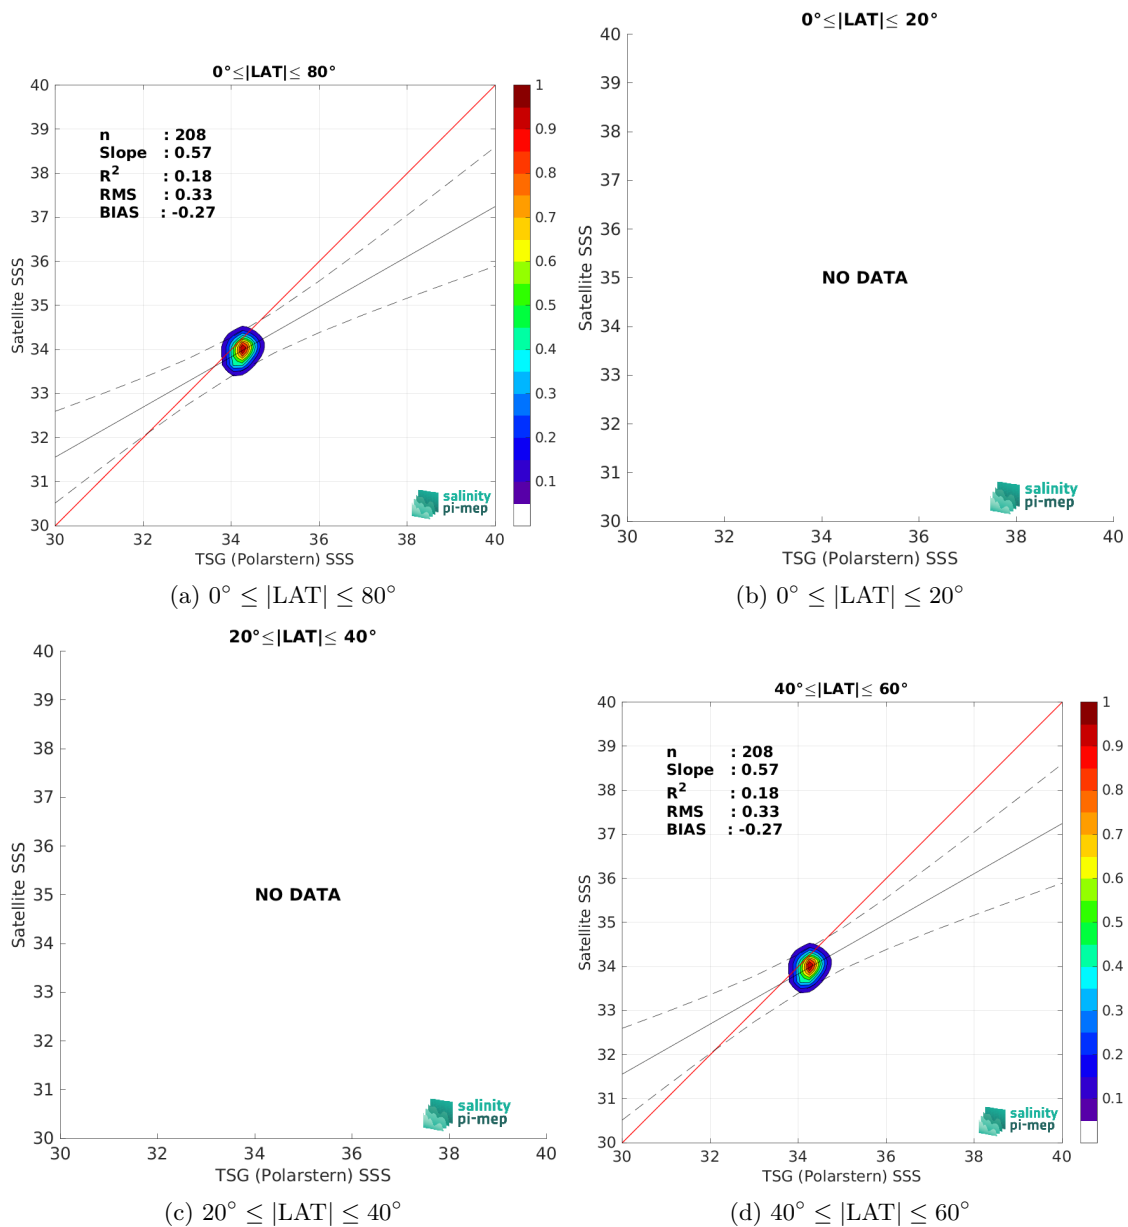 0°≤|LAT|≤ 80°
40
39
38
37
36
35
34
33
32
31
30
Satellite SSS
n : 208
Slope : 0.57
R² : 0.18
RMS : 0.33
BIAS : -0.27
salinity
pi-mep
30 32 34 36 38 40
TSG (Polarstern) SSS
1
0.9
0.8
0.7
0.6
0.5
0.4
0.3
0.2
0.1
(a) 0° ≤ |LAT| ≤ 80°
0°≤|LAT|≤ 20°
40
39
38
37
36
35
34
33
32
31
30
Satellite SSS
NO DATA
salinity
pi-mep
30 32 34 36 38 40
TSG (Polarstern) SSS
(b) 0° ≤ |LAT| ≤ 20°
20°≤|LAT|≤ 40°
40
39
38
37
36
35
34
33
32
31
30
Satellite SSS
NO DATA
salinity
pi-mep
30 32 34 36 38 40
TSG (Polarstern) SSS
(c) 20° ≤ |LAT| ≤ 40°
40°≤|LAT|≤ 60°
40
39
38
37
36
35
34
33
32
31
30
Satellite SSS
n : 208
Slope : 0.57
R² : 0.18
RMS : 0.33
BIAS : -0.27
salinity
pi-mep
30 32 34 36 38 40
TSG (Polarstern) SSS
1
0.9
0.8
0.7
0.6
0.5
0.4
0.3
0.2
0.1
(d) 40° ≤ |LAT| ≤ 60°